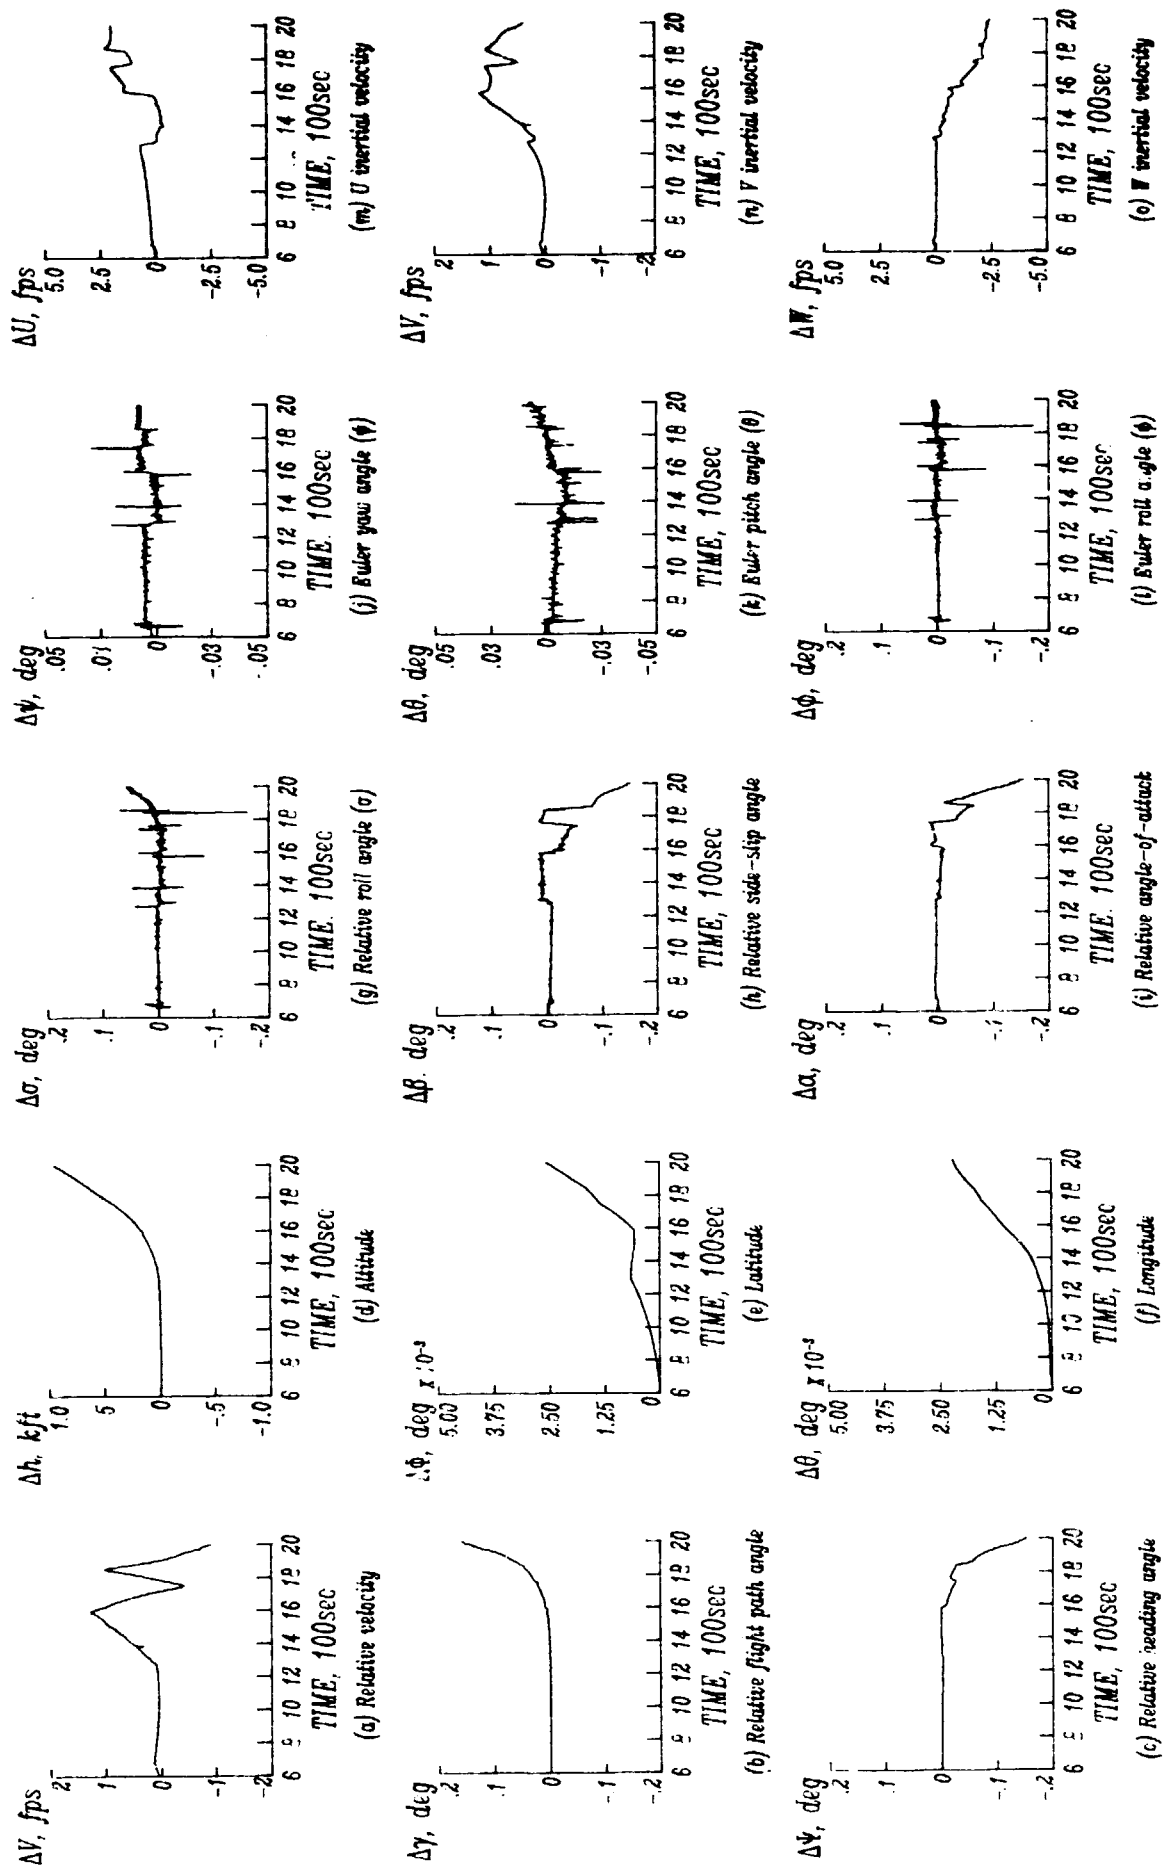 ΔV, fps
2
1
0
-1
-2
6 8 10 12 14 16 18 20
TIME, 100sec
(a) Relative velocity
Δγ, deg
.2
.1
0
-.1
-.2
6 8 10 12 14 16 18 20
TIME, 100sec
(b) Relative flight path angle
ΔΨ, deg
.2
.1
0
-.1
-.2
6 8 10 12 14 16 18 20
TIME, 100sec
(c) Relative heading angle
Δh, kft
1.0
.5
0
-.5
-1.0
6 8 10 12 14 16 18 20
TIME, 100sec
(d) Altitude
ΔΦ, deg x 10-3
5.00
3.75
2.50
1.25
0
6 8 10 12 14 16 18 20
TIME, 100sec
(e) Latitude
Δθ, deg x10-3
5.00
3.75
2.50
1.25
0
6 8 10 12 14 16 18 20
TIME, 100sec
(f) Longitude
Δσ, deg
.2
.1
0
-.1
-.2
6 8 10 12 14 16 18 20
TIME. 100sec
(g) Relative roll angle (σ)
Δβ. deg
.2
.1
0
-.1
-.2
6 8 10 12 14 16 18 20
TIME, 100sec
(h) Relative side-slip angle
Δα, deg
.2
.1
0
-.1
-.2
6 8 10 12 14 16 18 20
TIME. 100sec
(i) Relative angle-of-attack
Δψ, deg
.05
.01
0
-.03
-.05
6 8 10 12 14 16 18 20
TIME. 100sec
(j) Euler yaw angle (ψ)
Δθ, deg
.05
.03
0
-.03
-.05
6 8 10 12 14 16 18 20
TIME, 100sec
(k) Euler pitch angle (θ)
Δϕ, deg
.2
.1
0
-.1
-.2
6 8 10 12 14 16 18 20
TIME, 100sec
(l) Euler roll angle (ϕ)
ΔU, fps
5.0
2.5
0
-2.5
-5.0
6 8 10 12 14 16 18 20
TIME, 100sec
(m) U inertial velocity
ΔV, fps
2
1
0
-1
-2
6 8 10 12 14 16 18 20
TIME, 100sec
(n) V inertial velocity
ΔW, fps
5.0
2.5
0
-2.5
-5.0
6 8 10 12 14 16 18 20
TIME, 100sec
(o) W inertial velocity